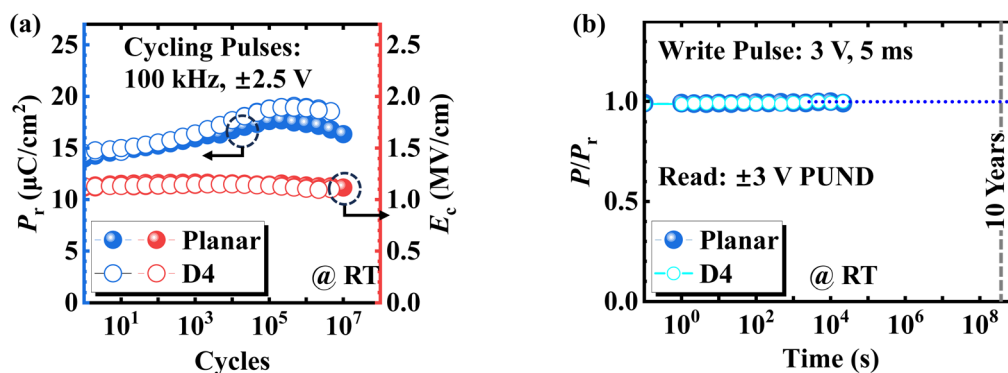 (a)
Cycling Pulses:
100 kHz, ±2.5 V
25
20
15
10
5
0
Pr (μC/cm²)
2.5
2.0
1.5
1.0
0.5
0.0
Ec (MV/cm)
Planar
D4
@ RT
10¹ 10³ 10⁵ 10⁷
Cycles
(b)
Write Pulse: 3 V, 5 ms
1.0
0.5
0.0
P/Pr
Read: ±3 V PUND
10 Years
Planar
D4
@ RT
10⁰ 10² 10⁴ 10⁶ 10⁸
Time (s)